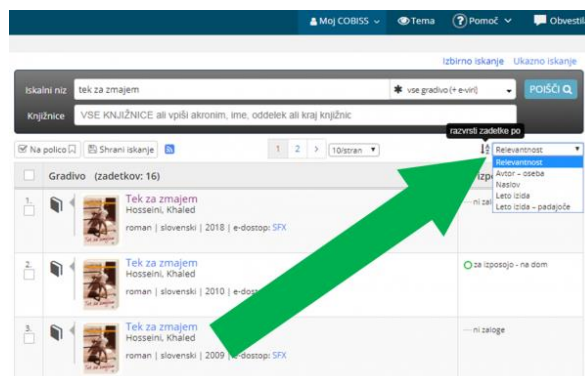 Moj COBISS Tema Pomoč Obvestila
Izbirno iskanje Ukazno iskanje
Iskalni niz tek za zmajem vse gradivo (+ e-viri) POIŠČI
Knjižnice VSE KNJIŽNICE ali vpiši akronim, ime, oddelek ali kraj knjižnic
razvrsti zadetke po
Na polico Shrani iskanje 1 2 > 10/stran Relevantnost
Relevantnost
Avtor – oseba
Naslov
Leto izida
Leto izida – padajoče
Gradivo (zadetkov: 16)
1. Tek za zmajem
Hosseini, Khaled
roman | slovenski | 2018 | e-dostop: SFX
2. Tek za zmajem
Hosseini, Khaled
za izposojo - na dom
roman | slovenski | 2010 |
3. Tek za zmajem
Hosseini, Khaled
ni zaloge
roman | slovenski | 2009 | e-dostop: SFX